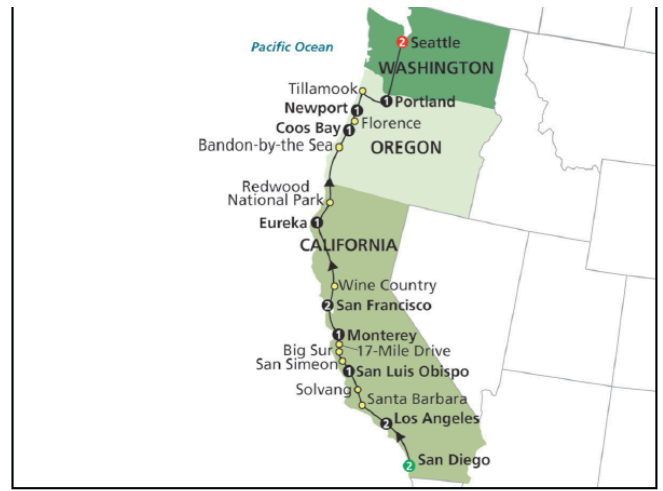 Pacific Ocean
2 Seattle
WASHINGTON
Tillamook
1 Portland
Newport 1
Florence
Coos Bay 1
Bandon-by-the Sea
OREGON
Redwood
National Park
Eureka 1
CALIFORNIA
Wine Country
2 San Francisco
1 Monterey
Big Sur
17-Mile Drive
San Simeon
1 San Luis Obispo
Solvang
Santa Barbara
2 Los Angeles
2 San Diego